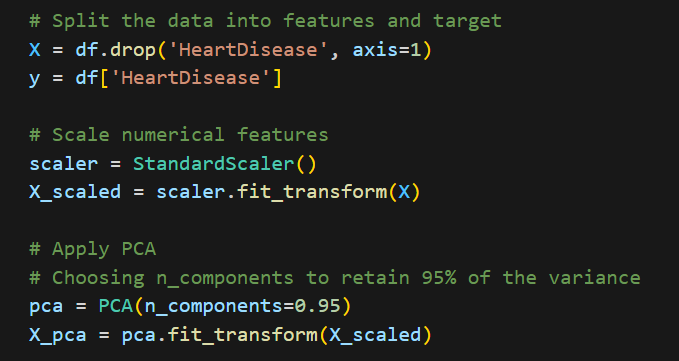 # Split the data into features and target
X = df.drop('HeartDisease', axis=1)
y = df['HeartDisease']
# Scale numerical features
scaler = StandardScaler()
X_scaled = scaler.fit_transform(X)
# Apply PCA
# Choosing n_components to retain 95% of the variance
pca = PCA(n_components=0.95)
X_pca = pca.fit_transform(X_scaled)